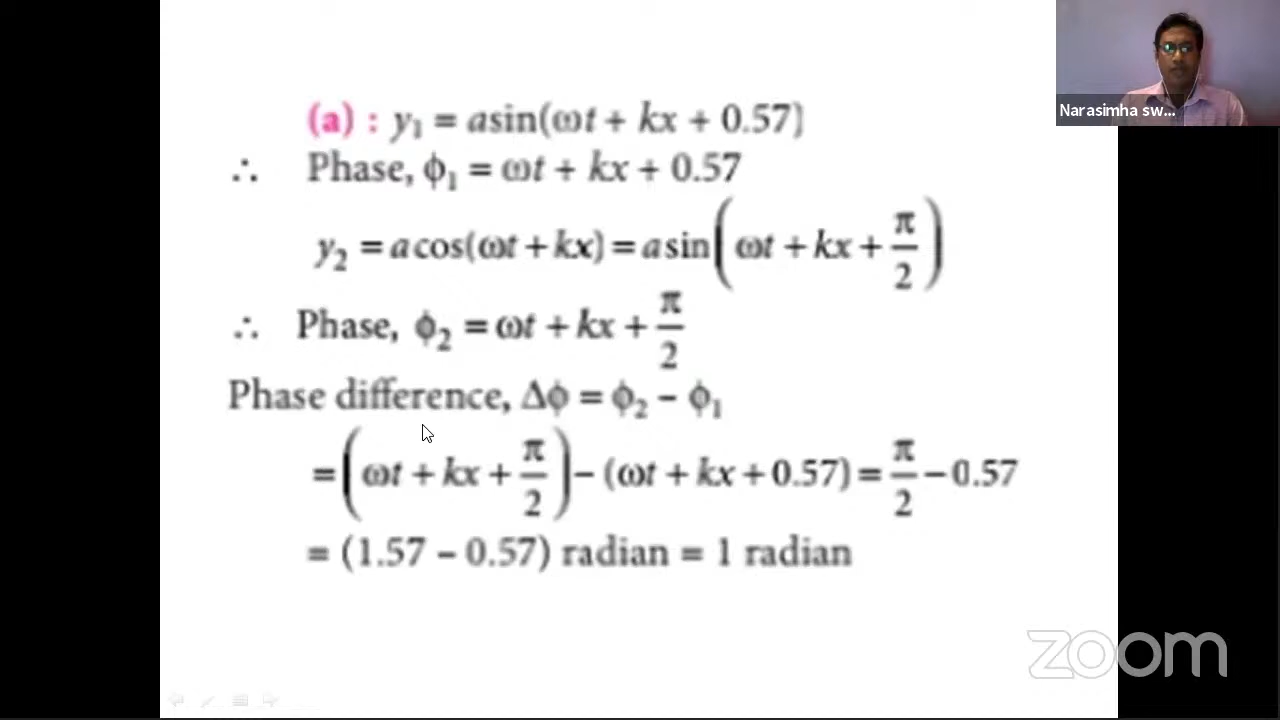 (a) : y₁ = asin(ωt + kx + 0.57)
∴ Phase, ϕ₁ = ωt + kx + 0.57
y₂ = a cos(ωt + kx) = a sin(ωt + kx + π/2)
∴ Phase, ϕ₂ = ωt + kx + π/2
Phase difference, Δϕ = ϕ₂ − ϕ₁
= (ωt + kx + π/2) − (ωt + kx + 0.57) = π/2 − 0.57
= (1.57 − 0.57) radian = 1 radian
Narasimha sw...
zoom